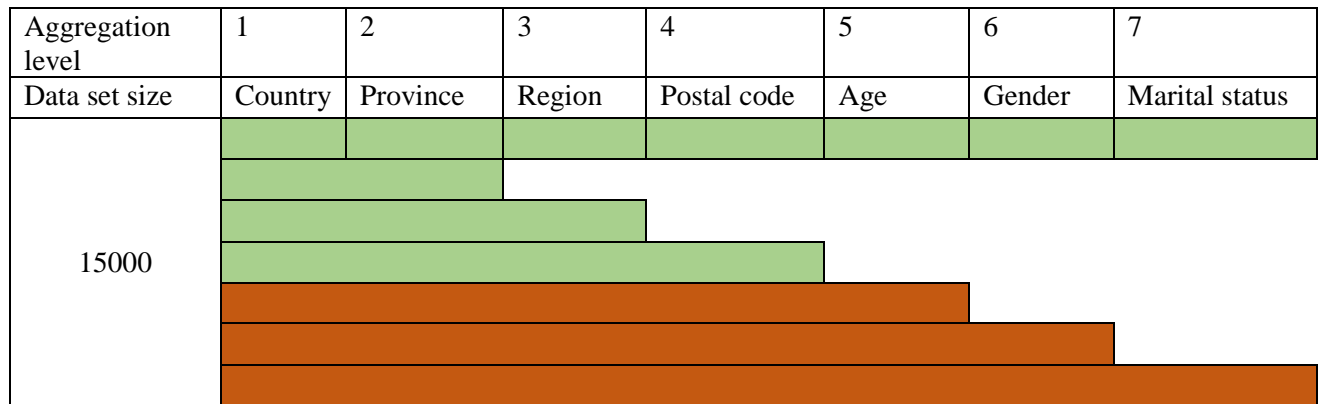 Aggregation level 1 2 3 4 5 6 7
Data set size Country Province Region Postal code Age Gender Marital status
15000